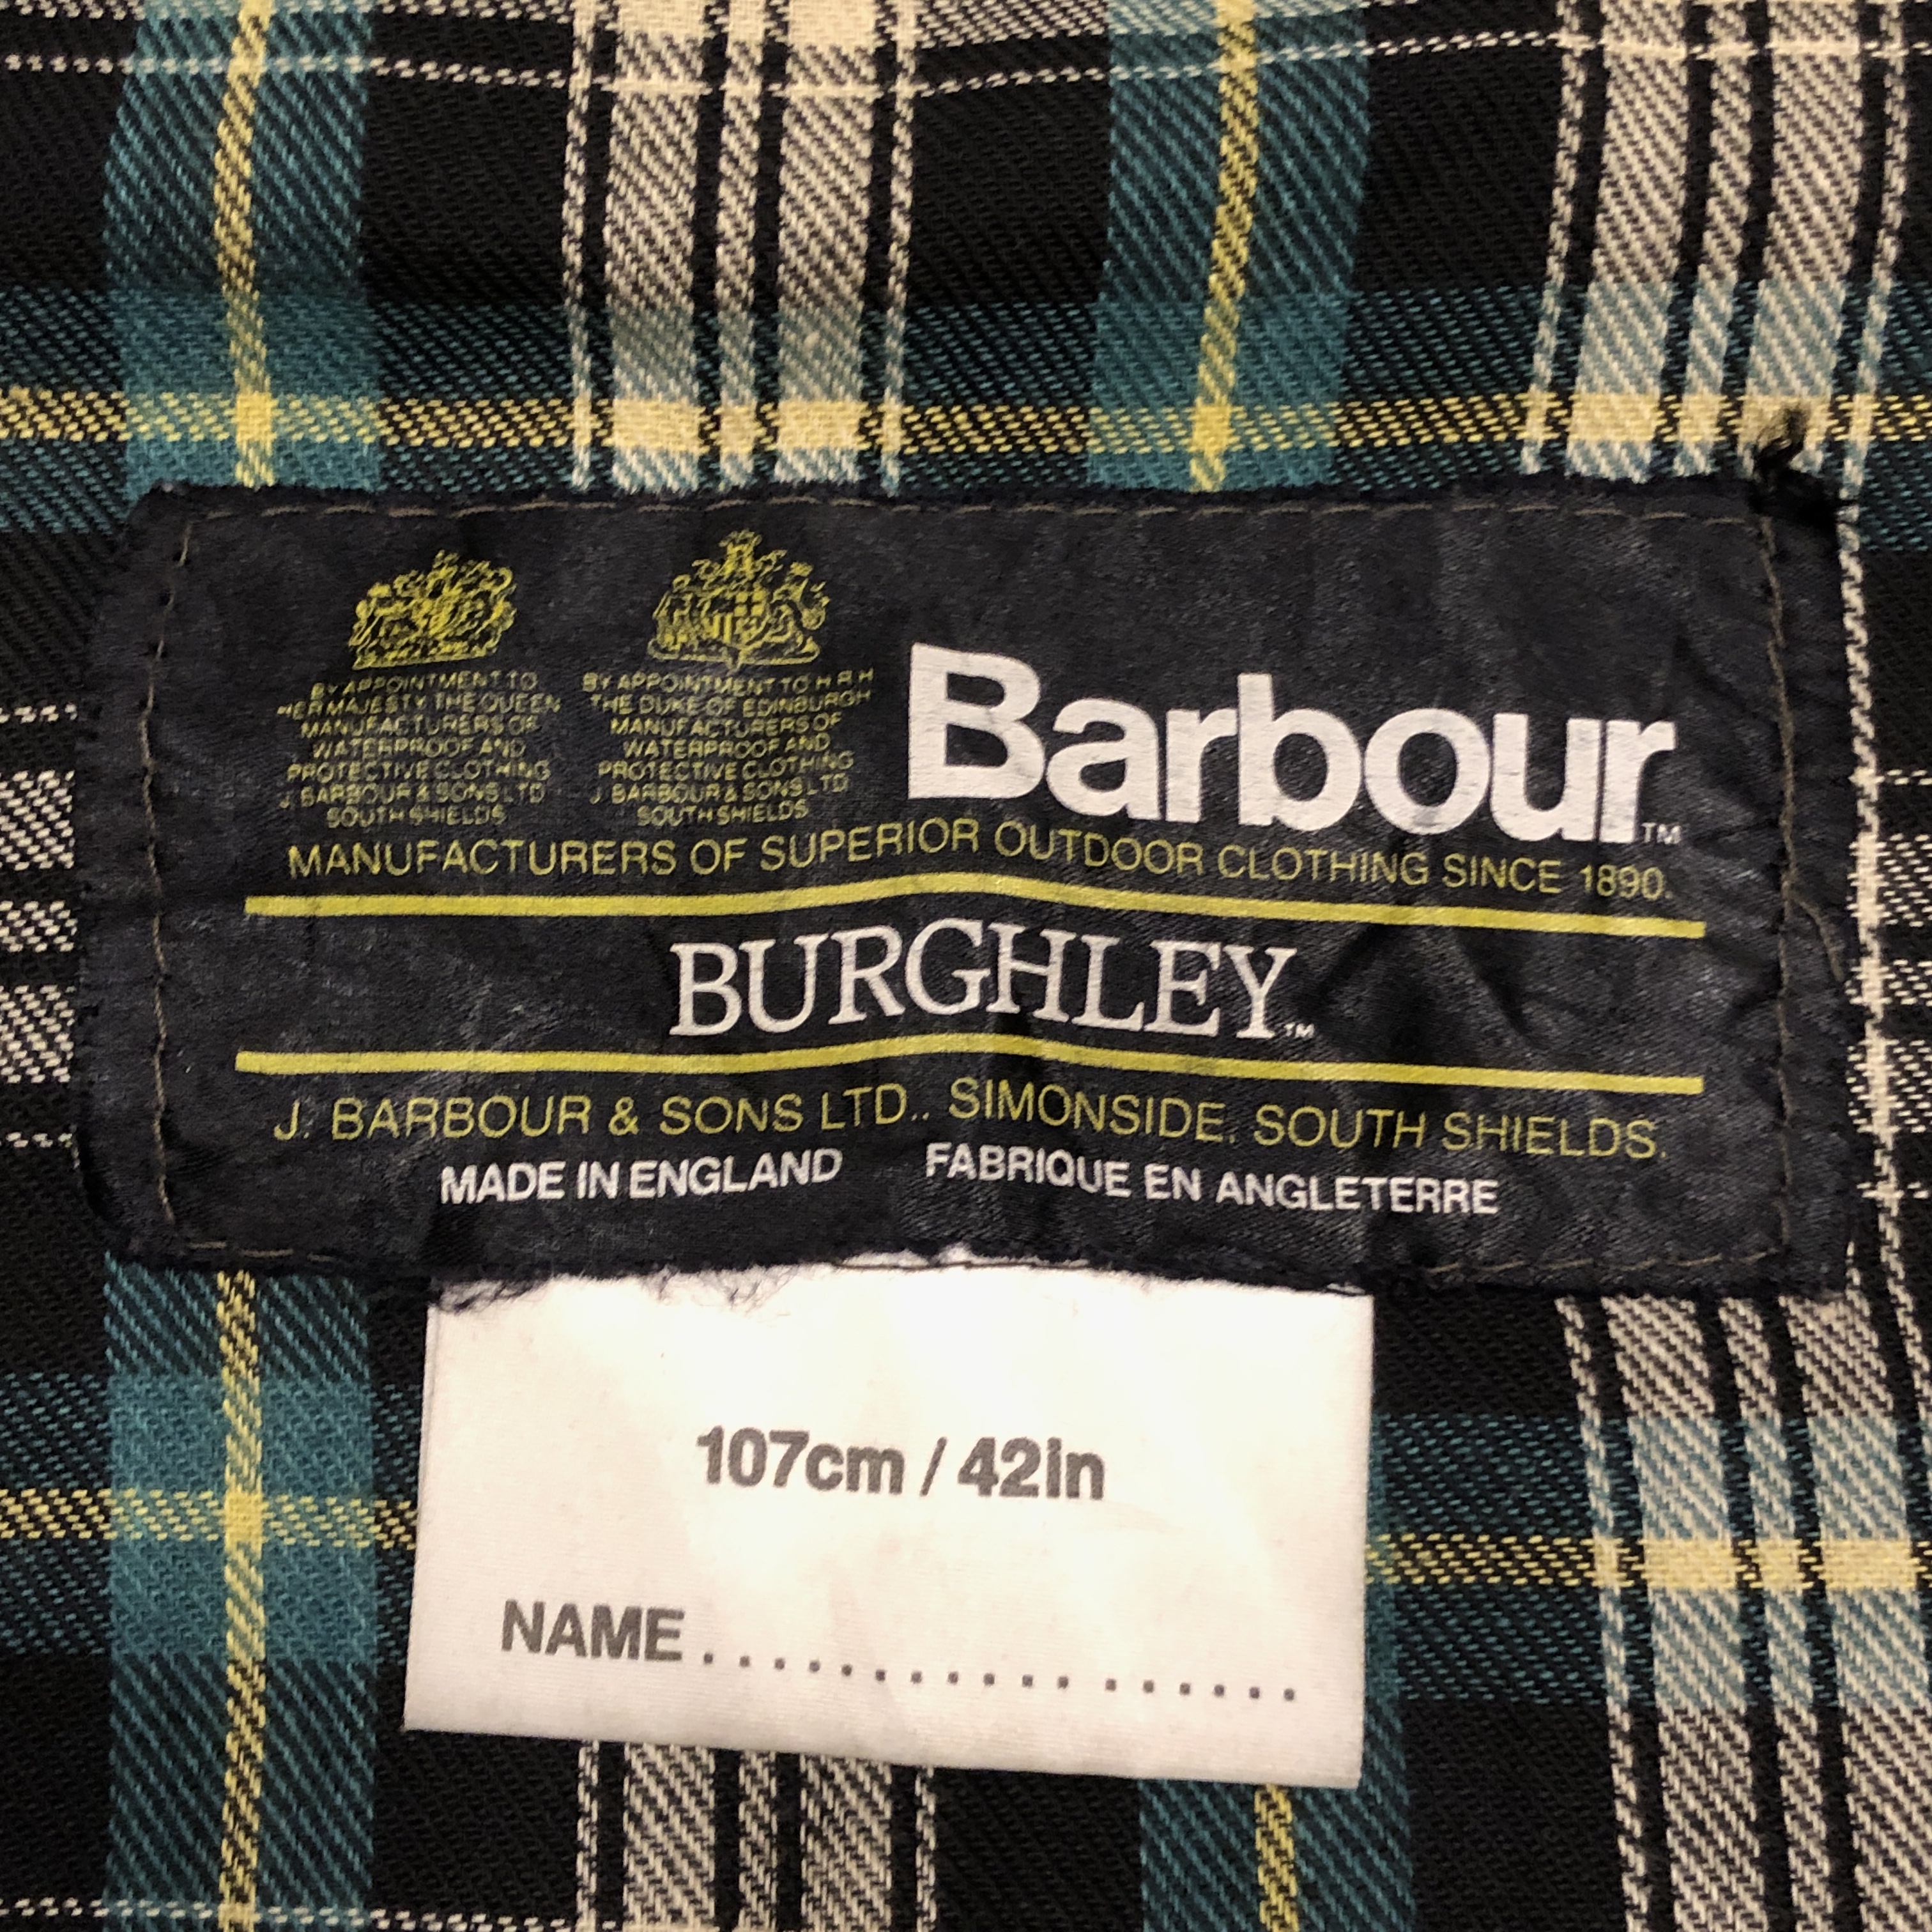 BY APPOINTMENT TO
HER MAJESTY THE QUEEN
MANUFACTURERS OF
WATERPROOF AND
PROTECTIVE CLOTHING
J. BARBOUR & SONS LTD
SOUTH SHIELDS
BY APPOINTMENT TO H.R.H
THE DUKE OF EDINBURGH
MANUFACTURERS OF
WATERPROOF AND
PROTECTIVE CLOTHING
J. BARBOUR & SONS LTD
SOUTH SHIELDS
Barbour™
MANUFACTURERS OF SUPERIOR OUTDOOR CLOTHING SINCE 1890.
BURGHLEY™
J. BARBOUR & SONS LTD., SIMONSIDE, SOUTH SHIELDS.
MADE IN ENGLAND FABRIQUE EN ANGLETERRE
107cm / 42in
NAME..................